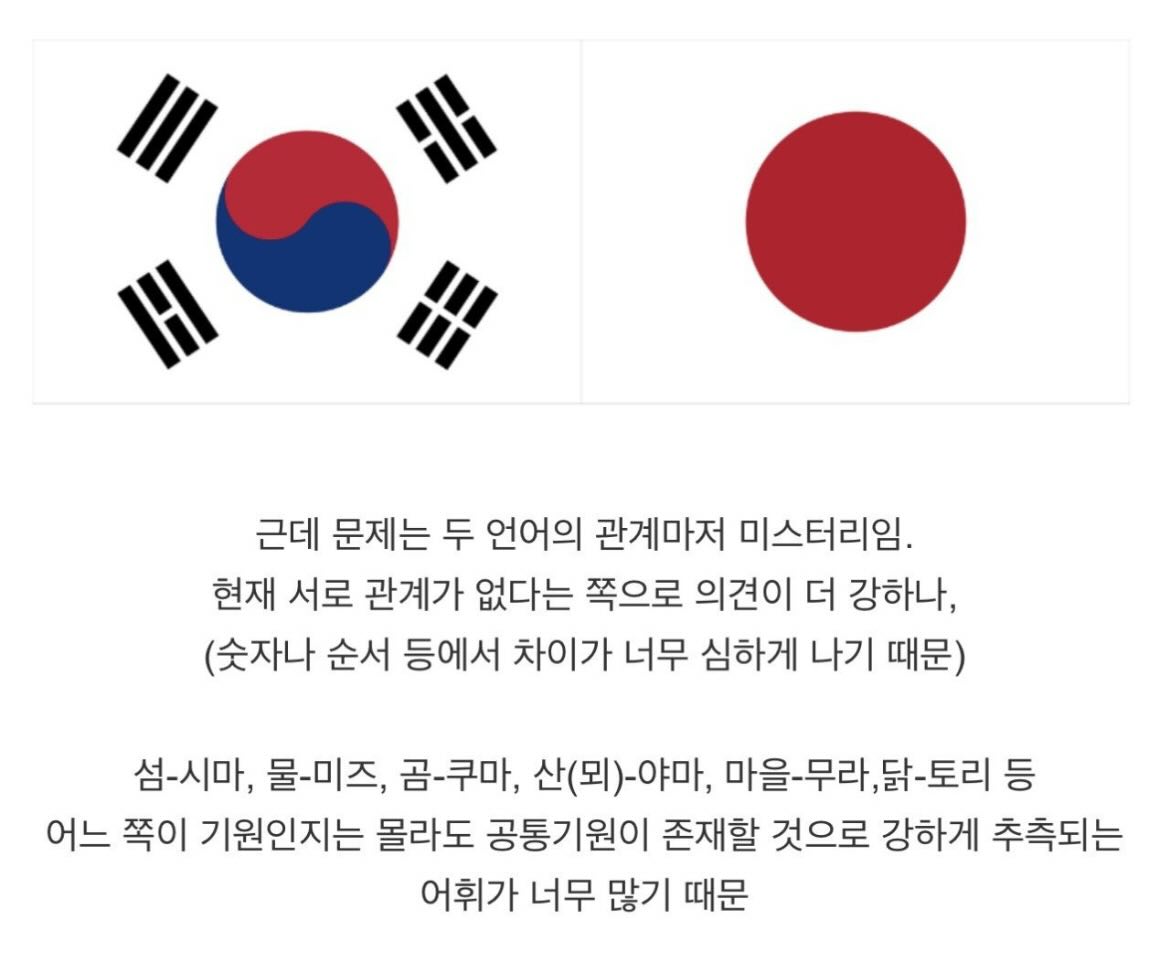 근데 문제는 두 언어의 관계마저 미스터리임.
현재 서로 관계가 없다는 쪽으로 의견이 더 강하나,
(숫자나 순서 등에서 차이가 너무 심하게 나기 때문)
섬-시마, 물-미즈, 곰-쿠마, 산(뫼)-야마, 마을-무라,닭-토리 등
어느 쪽이 기원인지는 몰라도 공통기원이 존재할 것으로 강하게 추측되는
어휘가 너무 많기 때문